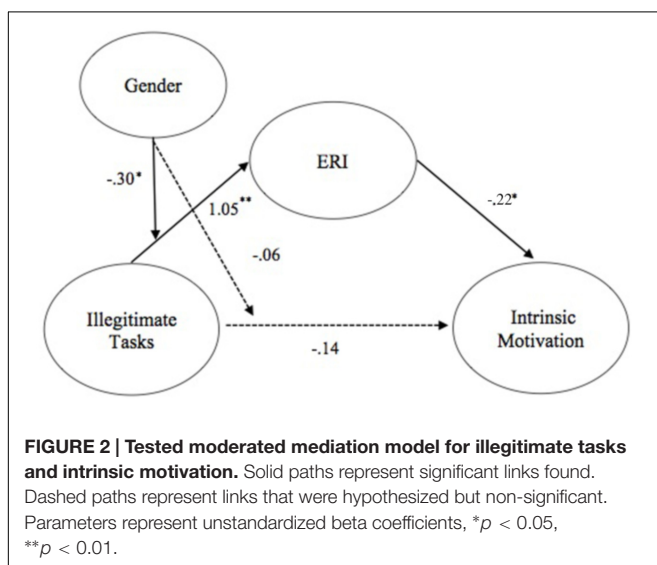 Gender
ERI
-.30*
1.05**
-.22*
-.06
Illegitimate
Tasks
Intrinsic
Motivation
-.14
FIGURE 2 | Tested moderated mediation model for illegitimate tasks
and intrinsic motivation. Solid paths represent significant links found.
Dashed paths represent links that were hypothesized but non-significant.
Parameters represent unstandardized beta coefficients, *p < 0.05,
**p < 0.01.